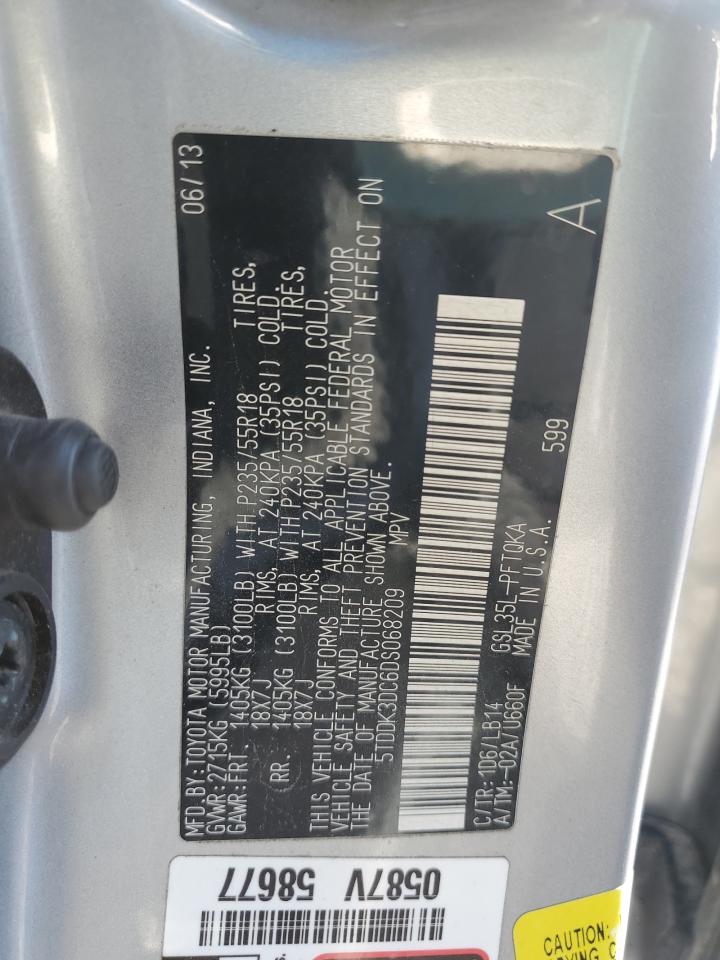 MFD.BY:TOYOTA MOTOR MANUFACTURING, INDIANA, INC. 06/13
GVWR:2715KG(5995LB)
GAWR:FRT. 1405KG(3100LB)WITH P235/55R18 TIRES,
18X7J RIMS, AT 240KPA(35PSI) COLD.
RR. 1405KG(3100LB)WITH P235/55R18 TIRES,
18X7J RIMS, AT 240KPA(35PSI) COLD.
THIS VEHICLE CONFORMS TO ALL APPLICABLE FEDERAL MOTOR
VEHICLE SAFETY AND THEFT PREVENTION STANDARDS IN EFFECT ON
THE DATE OF MANUFACTURE SHOWN ABOVE.
5TDDK3DC6DS068209 MPV
C/TR:1D6/LB14 GSL35L-PFTQKA 599 A
A/TM:-02A/U660F MADE IN U.S.A.
0587V
58677
CAUTION: